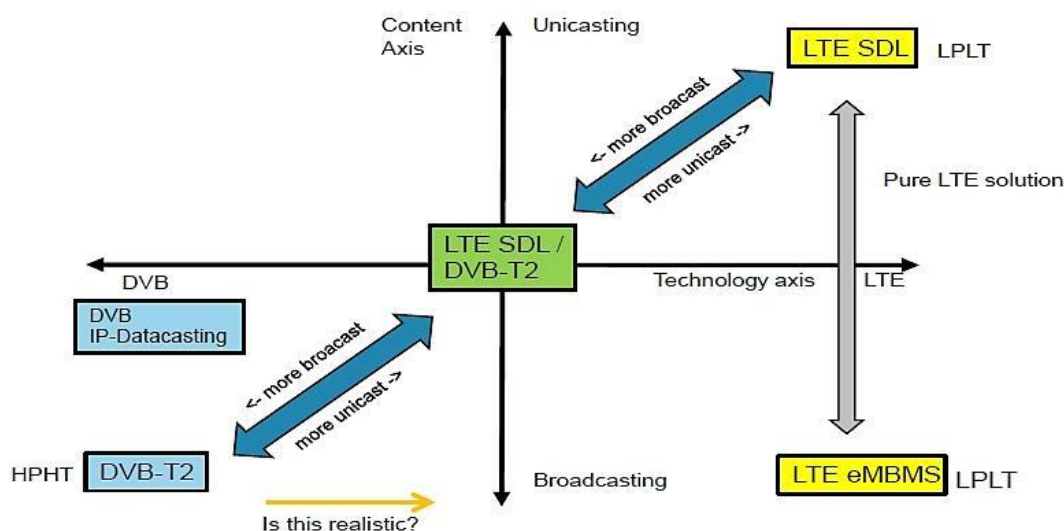 Content
Axis
Unicasting
LTE SDL
LPLT
<- more broacast
more unicast ->
Pure LTE solution
LTE SDL /
DVB-T2
DVB
Technology axis
LTE
DVB
IP-Datacasting
<- more broacast
more unicast ->
HPHT
DVB-T2
Broadcasting
LTE eMBMS
LPLT
Is this realistic?